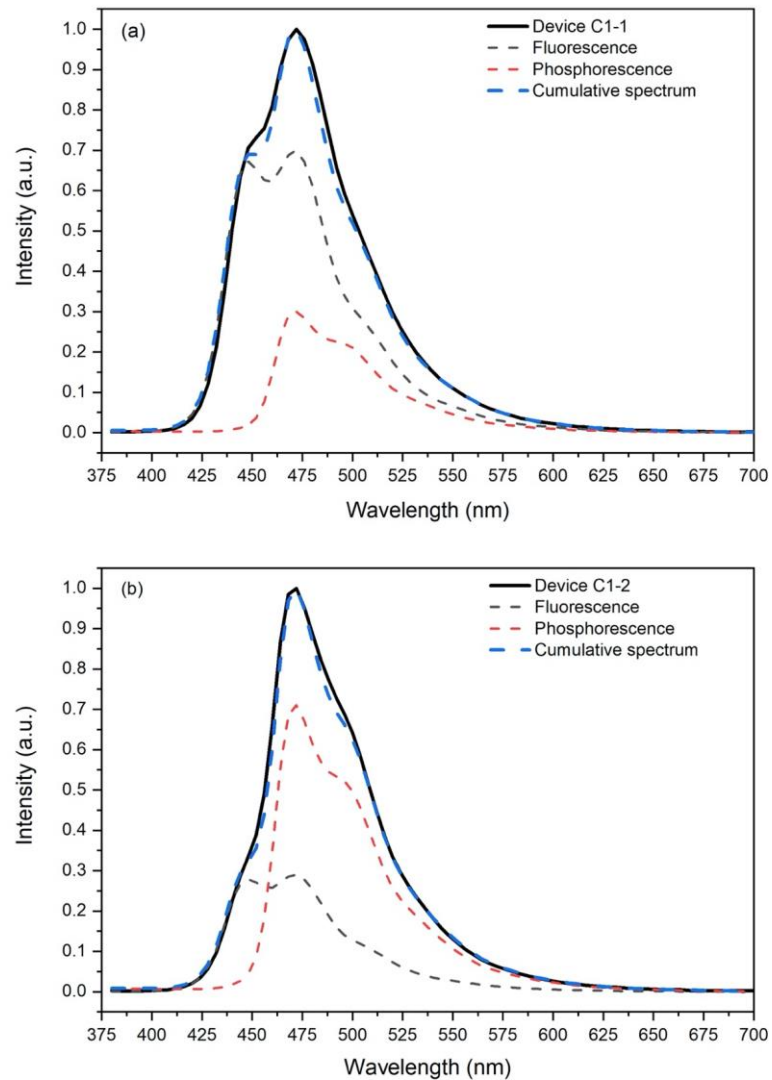 (a)
Device C1-1
Fluorescence
Phosphorescence
Cumulative spectrum
Intensity (a.u.)
1.0
0.9
0.8
0.7
0.6
0.5
0.4
0.3
0.2
0.1
0.0
375 400 425 450 475 500 525 550 575 600 625 650 675 700
Wavelength (nm)
(b)
Device C1-2
Fluorescence
Phosphorescence
Cumulative spectrum
Intensity (a.u.)
1.0
0.9
0.8
0.7
0.6
0.5
0.4
0.3
0.2
0.1
0.0
375 400 425 450 475 500 525 550 575 600 625 650 675 700
Wavelength (nm)